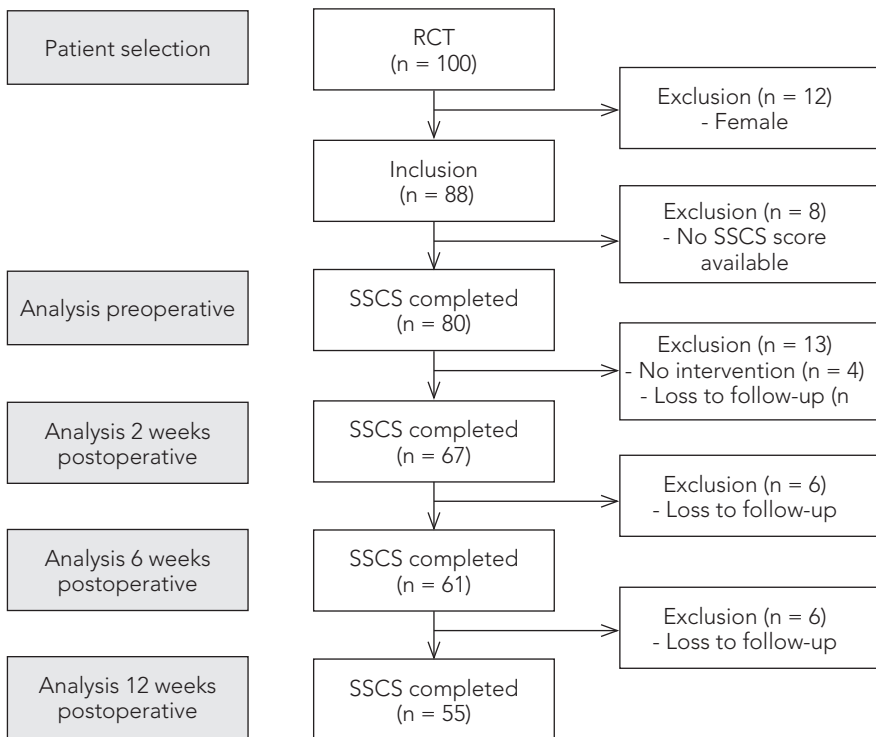 Patient selection
RCT
(n = 100)
Exclusion (n = 12)
- Female
Inclusion
(n = 88)
Exclusion (n = 8)
- No SSCS score
available
Analysis preoperative
SSCS completed
(n = 80)
Exclusion (n = 13)
- No intervention (n = 4)
- Loss to follow-up (n
Analysis 2 weeks
postoperative
SSCS completed
(n = 67)
Exclusion (n = 6)
- Loss to follow-up
Analysis 6 weeks
postoperative
SSCS completed
(n = 61)
Exclusion (n = 6)
- Loss to follow-up
Analysis 12 weeks
postoperative
SSCS completed
(n = 55)